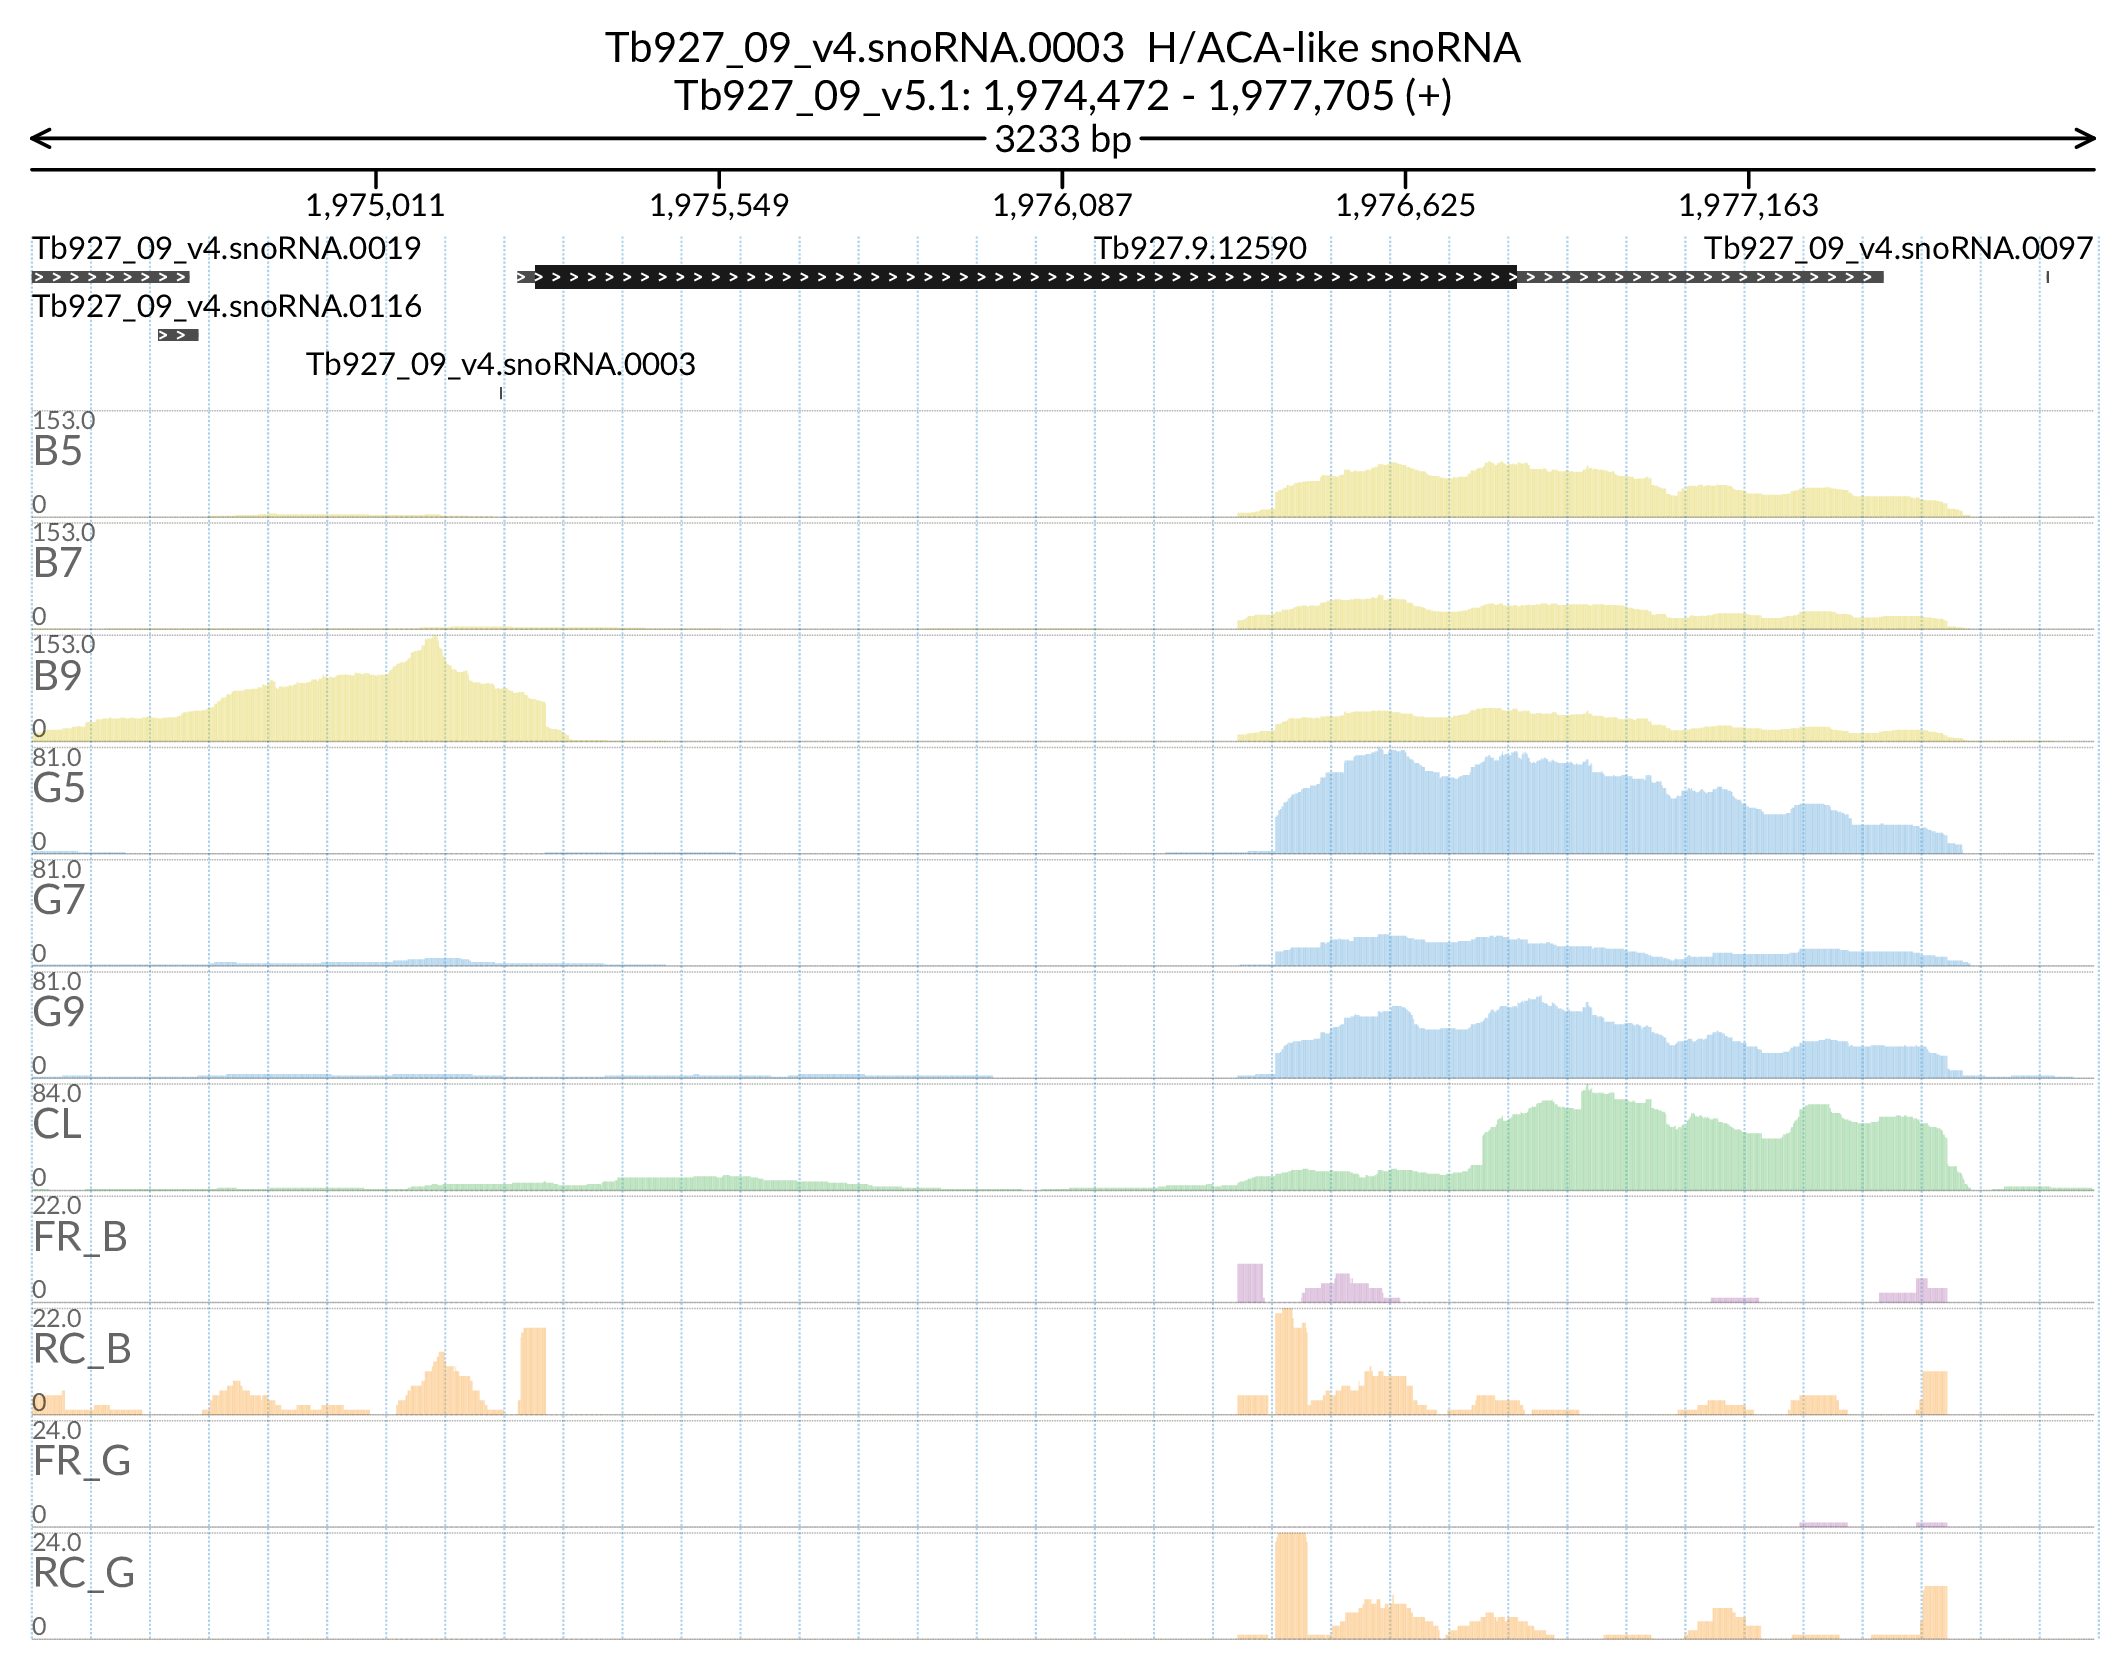 Tb927_09_v4.snoRNA.0003 H/ACA-like snoRNA
Tb927_09_v5.1: 1,974,472 - 1,977,705 (+)
3233 bp
1,975,011 1,975,549 1,976,087 1,976,625 1,977,163
Tb927_09_v4.snoRNA.0019 Tb927.9.12590 Tb927_09_v4.snoRNA.0097
Tb927_09_v4.snoRNA.0116
Tb927_09_v4.snoRNA.0003
153.0
B5
0
153.0
B7
0
153.0
B9
0
81.0
G5
0
81.0
G7
0
81.0
G9
0
84.0
CL
0
22.0
FR_B
0
22.0
RC_B
0
24.0
FR_G
0
24.0
RC_G
0